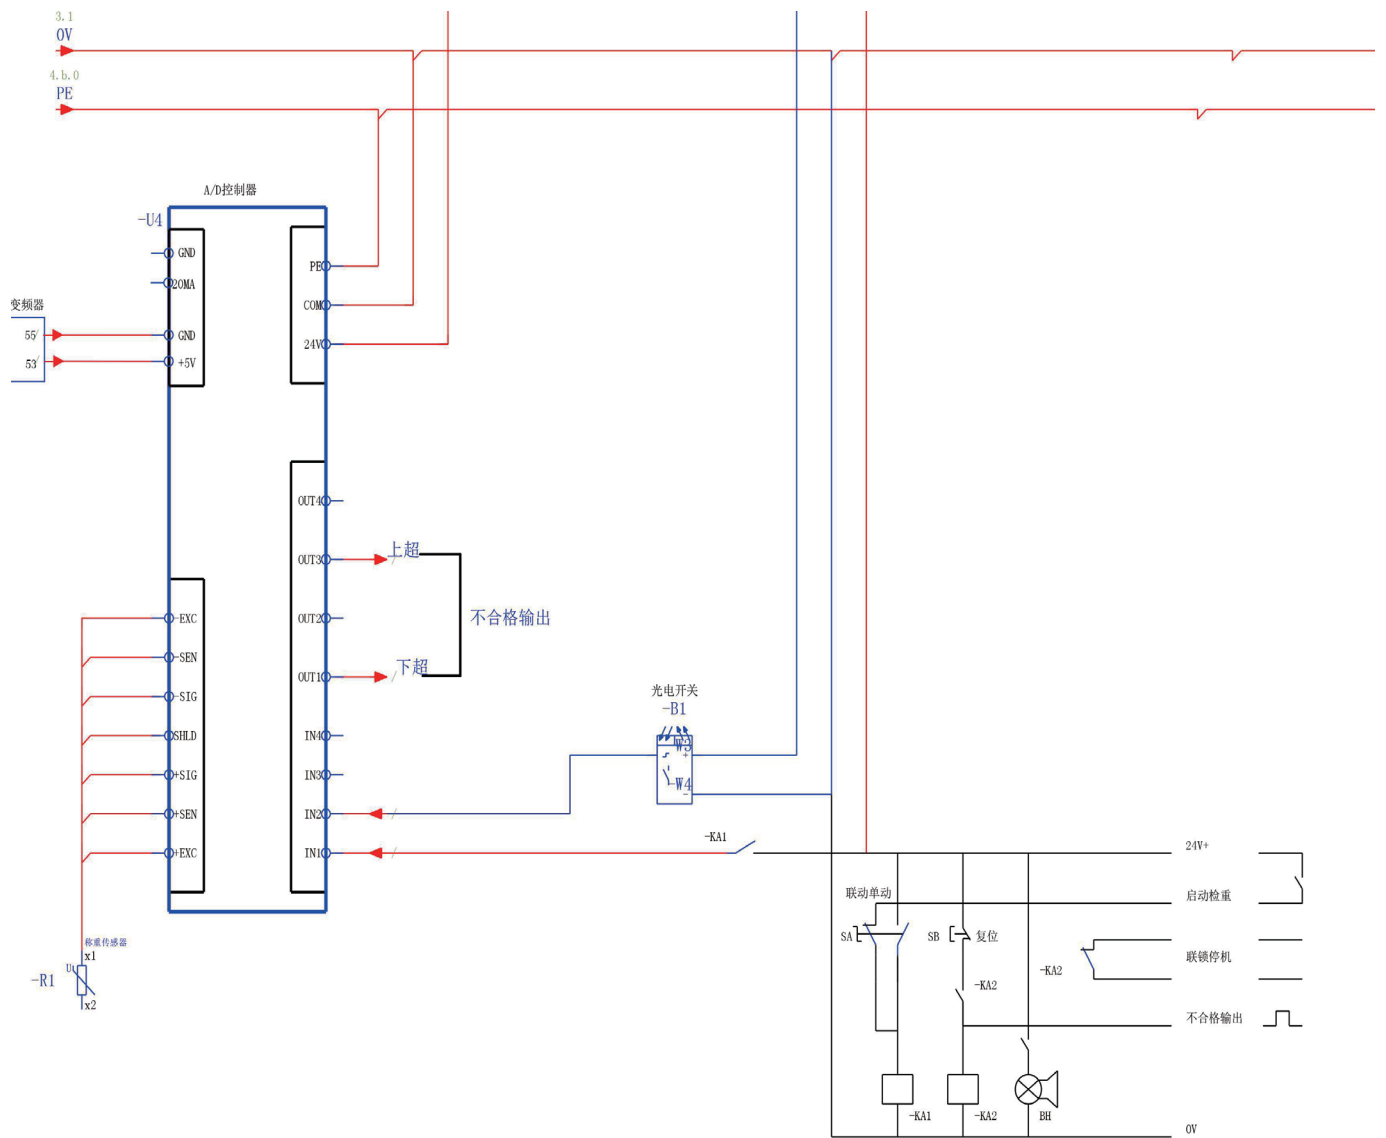 3.1
0V
4.b.0
PE
A/D控制器
-U4
GND
20MA
变频器
55
GND
53
+5V
PE
COM
24V
OUT4
OUT3
上超
OUT2
不合格输出
OUT1
下超
-EXC
-SEN
-SIG
SHLD
+SIG
+SEN
+EXC
IN4
IN3
IN2
IN1
光电开关
-B1
W3
+
-W4
-
-KA1
24V+
联动单动
启动检重
SA
SB
复位
称重传感器
x1
U
-R1
x2
-KA2
联锁停机
-KA2
不合格输出
-KA1
-KA2
BH
0V